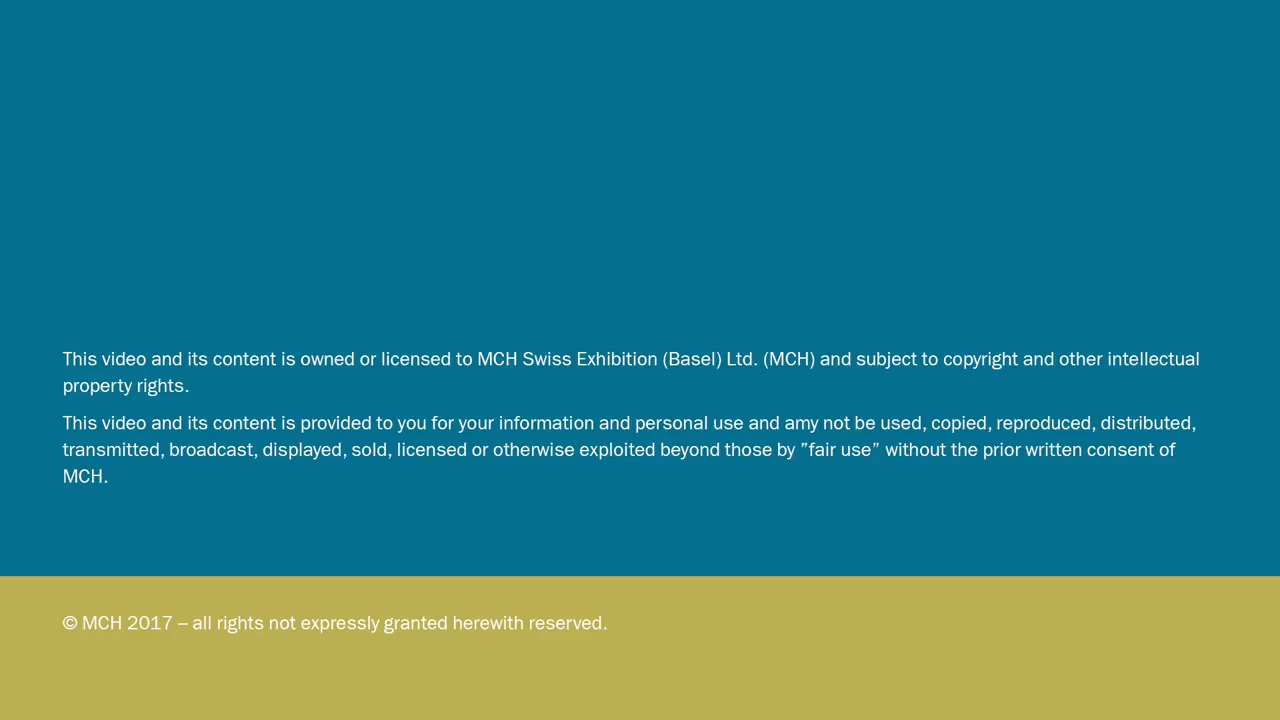 This video and its content is owned or licensed to MCH Swiss Exhibition (Basel) Ltd. (MCH) and subject to copyright and other intellectual
property rights.
This video and its content is provided to you for your information and personal use and amy not be used, copied, reproduced, distributed,
transmitted, broadcast, displayed, sold, licensed or otherwise exploited beyond those by ”fair use” without the prior written consent of
MCH.
© MCH 2017 – all rights not expressly granted herewith reserved.